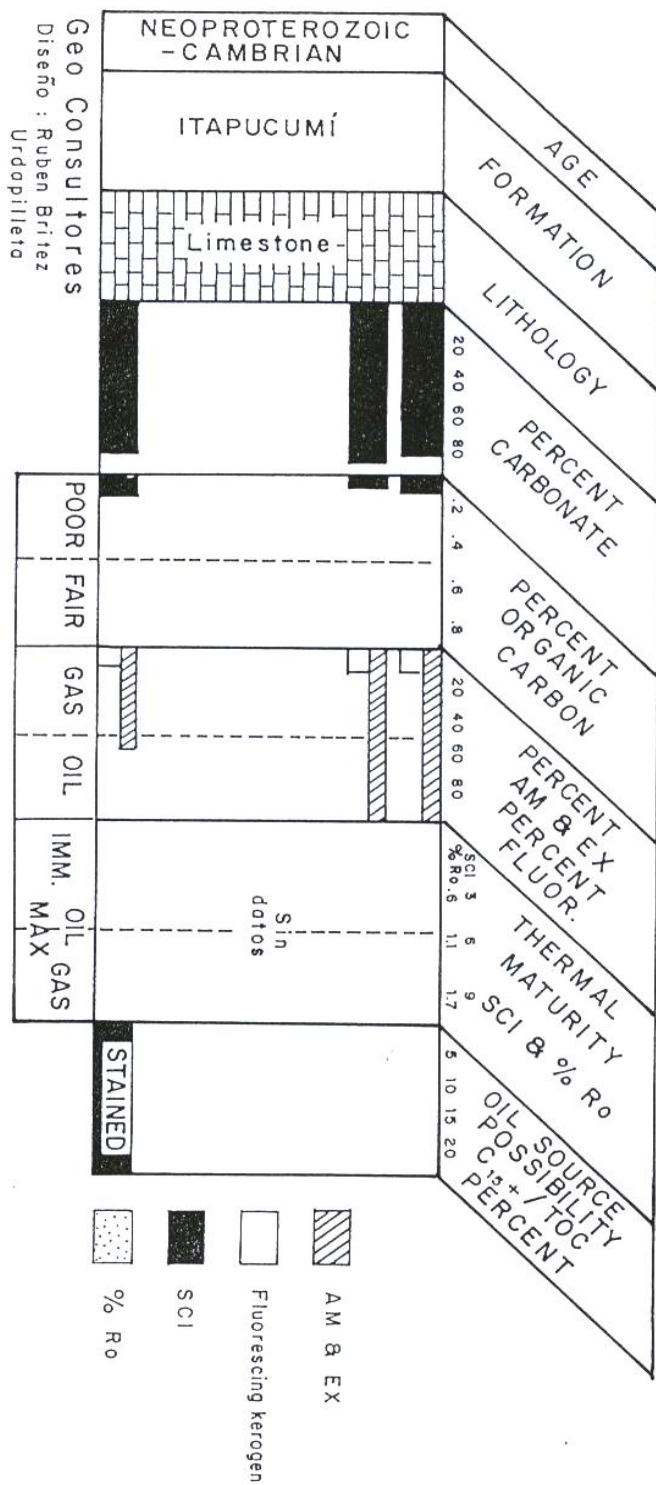 AGE
FORMATION
LITHOLOGY
PERCENT
CARBONATE
PERCENT
ORGANIC
CARBON
PERCENT
AM & EX
PERCENT
FLUOR.
THERMAL
MATURITY
SCI & % Ro
OIL SOURCE
POSSIBILITY
C15+/TOC
PERCENT
20 40 60 80
.2 .4 .6 .8
20 40 60 80
SCI 3 6 9
% Ro .6 1.1 1.7
5 10 15 20
NEOPROTEROZOIC
-CAMBRIAN
ITAPUCUMÍ
Limestone
Sin
datos
STAINED
POOR FAIR
GAS OIL
IMM. OIL GAS
MAX
Geo Consultores
Diseño : Ruben Britez
Urdapilleta
AM & EX
Fluorescing kerogen
SCI
% Ro